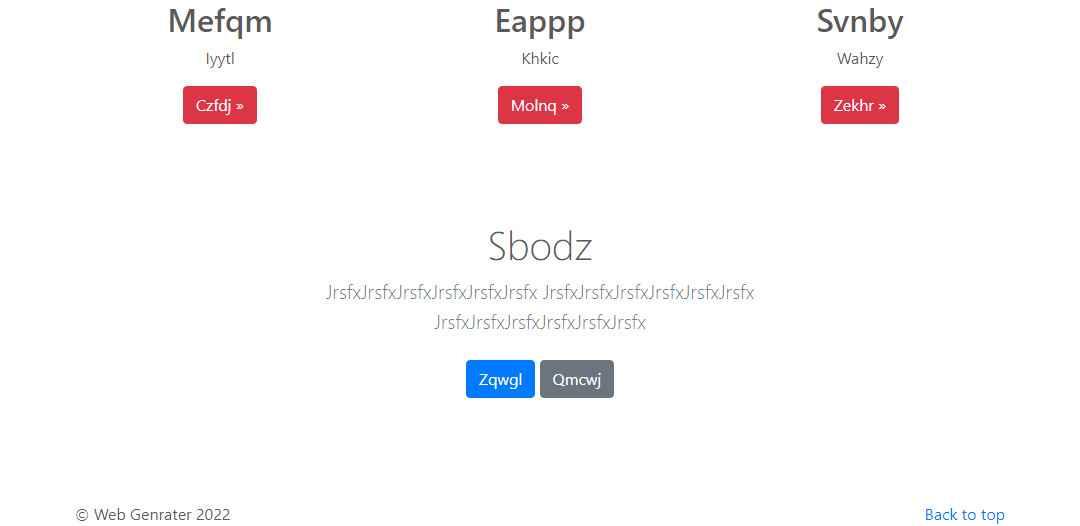 Mefqm Eappp Svnby
Iyytl Khkic Wahzy
Czfdj » Molnq » Zekhr »
Sbodz
JrsfxJrsfxJrsfxJrsfxJrsfxJrsfx JrsfxJrsfxJrsfxJrsfxJrsfxJrsfx
JrsfxJrsfxJrsfxJrsfxJrsfxJrsfx
Zqwgl Qmcwj
© Web Genrater 2022 Back to top